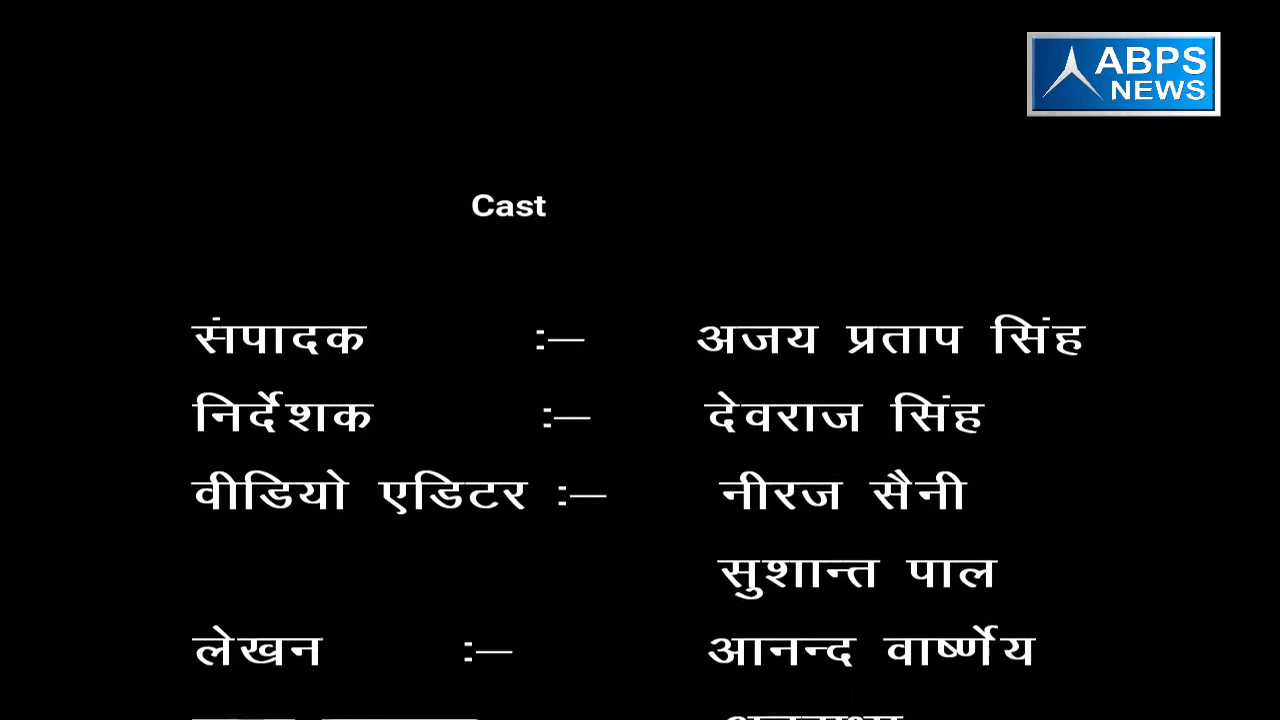 ABPS
NEWS
Cast
संपादक :— अजय प्रताप सिंह
निर्देशक :— देवराज सिंह
वीडियो एडिटर :— नीरज सैनी
सुशान्त पाल
लेखन :— आनन्द वार्ष्णेय